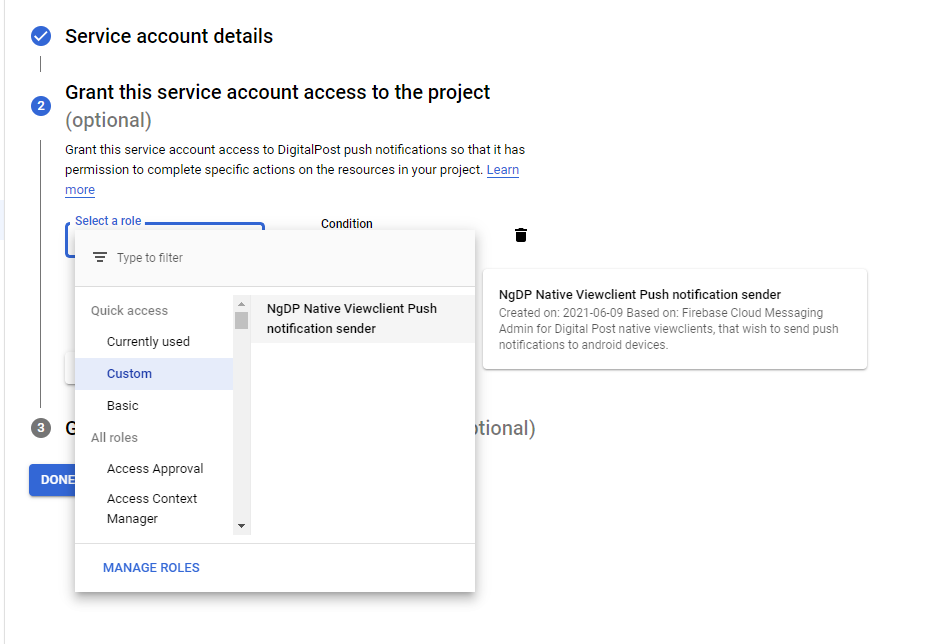 Service account details
2
Grant this service account access to the project
(optional)
Grant this service account access to DigitalPost push notifications so that it has
permission to complete specific actions on the resources in your project. Learn
more
Select a role
Condition
Type to filter
Quick access
Currently used
Custom
Basic
All roles
Access Approval
Access Context
Manager
NgDP Native Viewclient Push
notification sender
MANAGE ROLES
NgDP Native Viewclient Push notification sender
Created on: 2021-06-09 Based on: Firebase Cloud Messaging
Admin for Digital Post native viewclients, that wish to send push
notifications to android devices.
3
DONE